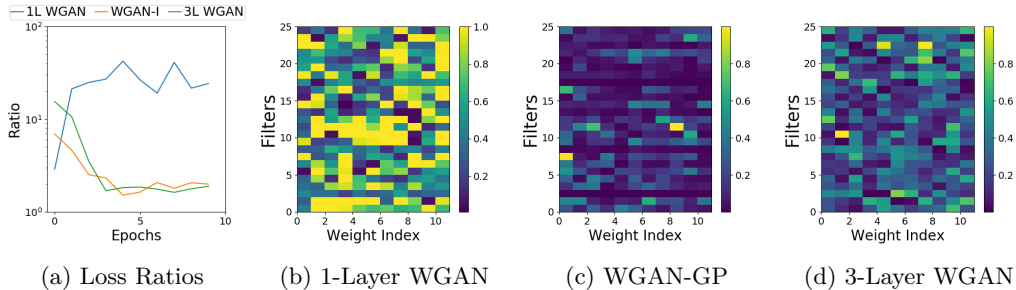 1L WGAN WGAN-I 3L WGAN
10²
10¹
10⁰
Ratio
0 5 10
Epochs
(a) Loss Ratios
25
20
15
10
5
0
Filters
0 2 4 6 8 10
Weight Index
1.0
0.8
0.6
0.4
0.2
(b) 1-Layer WGAN
25
20
15
10
5
0
Filters
0 2 4 6 8 10
Weight Index
0.8
0.6
0.4
0.2
(c) WGAN-GP
25
20
15
10
5
0
Filters
0 2 4 6 8 10
Weight Index
0.8
0.6
0.4
0.2
(d) 3-Layer WGAN